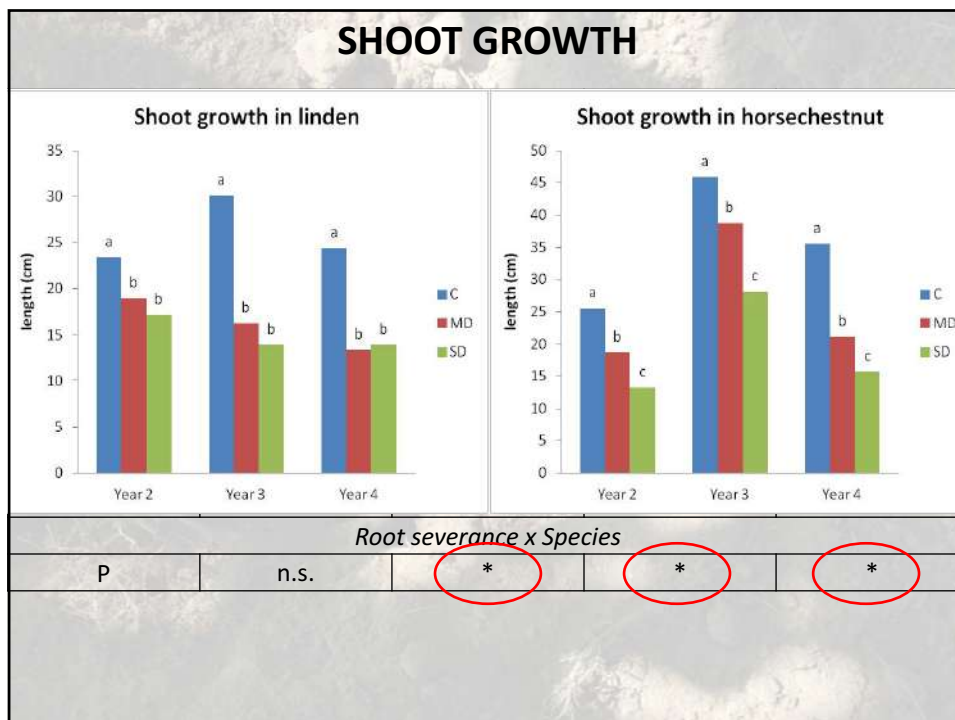 SHOOT GROWTH
Shoot growth in linden
35
30
25
20
15
10
5
0
length (cm)
a
b
b
a
b
b
a
b
b
Year 2
Year 3
Year 4
C
MD
SD
Shoot growth in horsechestnut
50
45
40
35
30
25
20
15
10
5
0
length (cm)
a
b
c
a
b
c
a
b
c
Year 2
Year 3
Year 4
C
MD
SD
Root severance x Species
P n.s. * * *